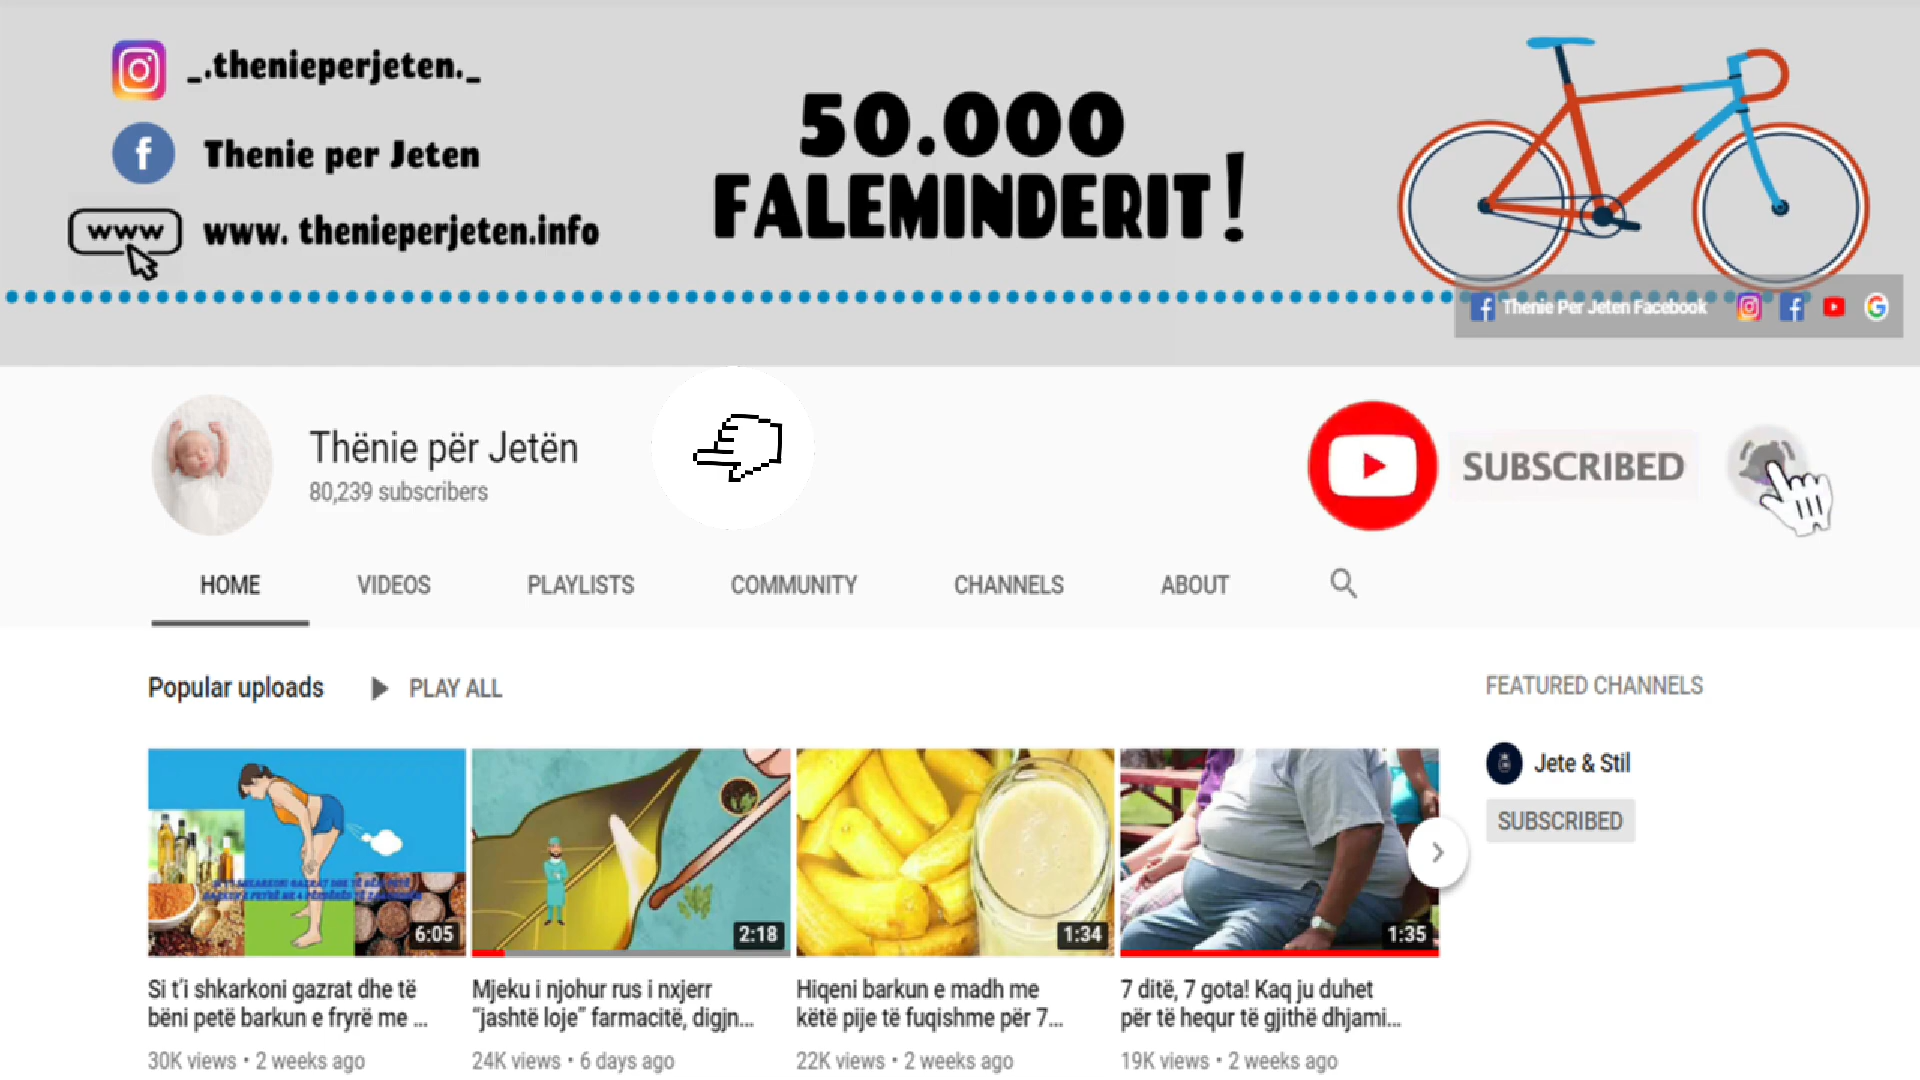 _.thenieperjeten._
Thenie per Jeten
www
www. thenieperjeten.info
50.000
FALEMINDERIT!
Thenie Per Jeten Facebook
Thënie për Jetën
80,239 subscribers
SUBSCRIBED
HOME
VIDEOS
PLAYLISTS
COMMUNITY
CHANNELS
ABOUT
Popular uploads
PLAY ALL
6:05
Si t'i shkarkoni gazrat dhe të
bëni petë barkun e fryrë me ...
30K views • 2 weeks ago
2:18
Mjeku i njohur rus i nxjerr
"jashtë loje" farmacitë, digjn...
24K views • 6 days ago
1:34
Hiqeni barkun e madh me
këtë pije të fuqishme për 7...
22K views • 2 weeks ago
1:35
7 ditë, 7 gota! Kaq ju duhet
për të hequr të gjithë dhjami...
19K views • 2 weeks ago
FEATURED CHANNELS
Jete & Stil
SUBSCRIBED